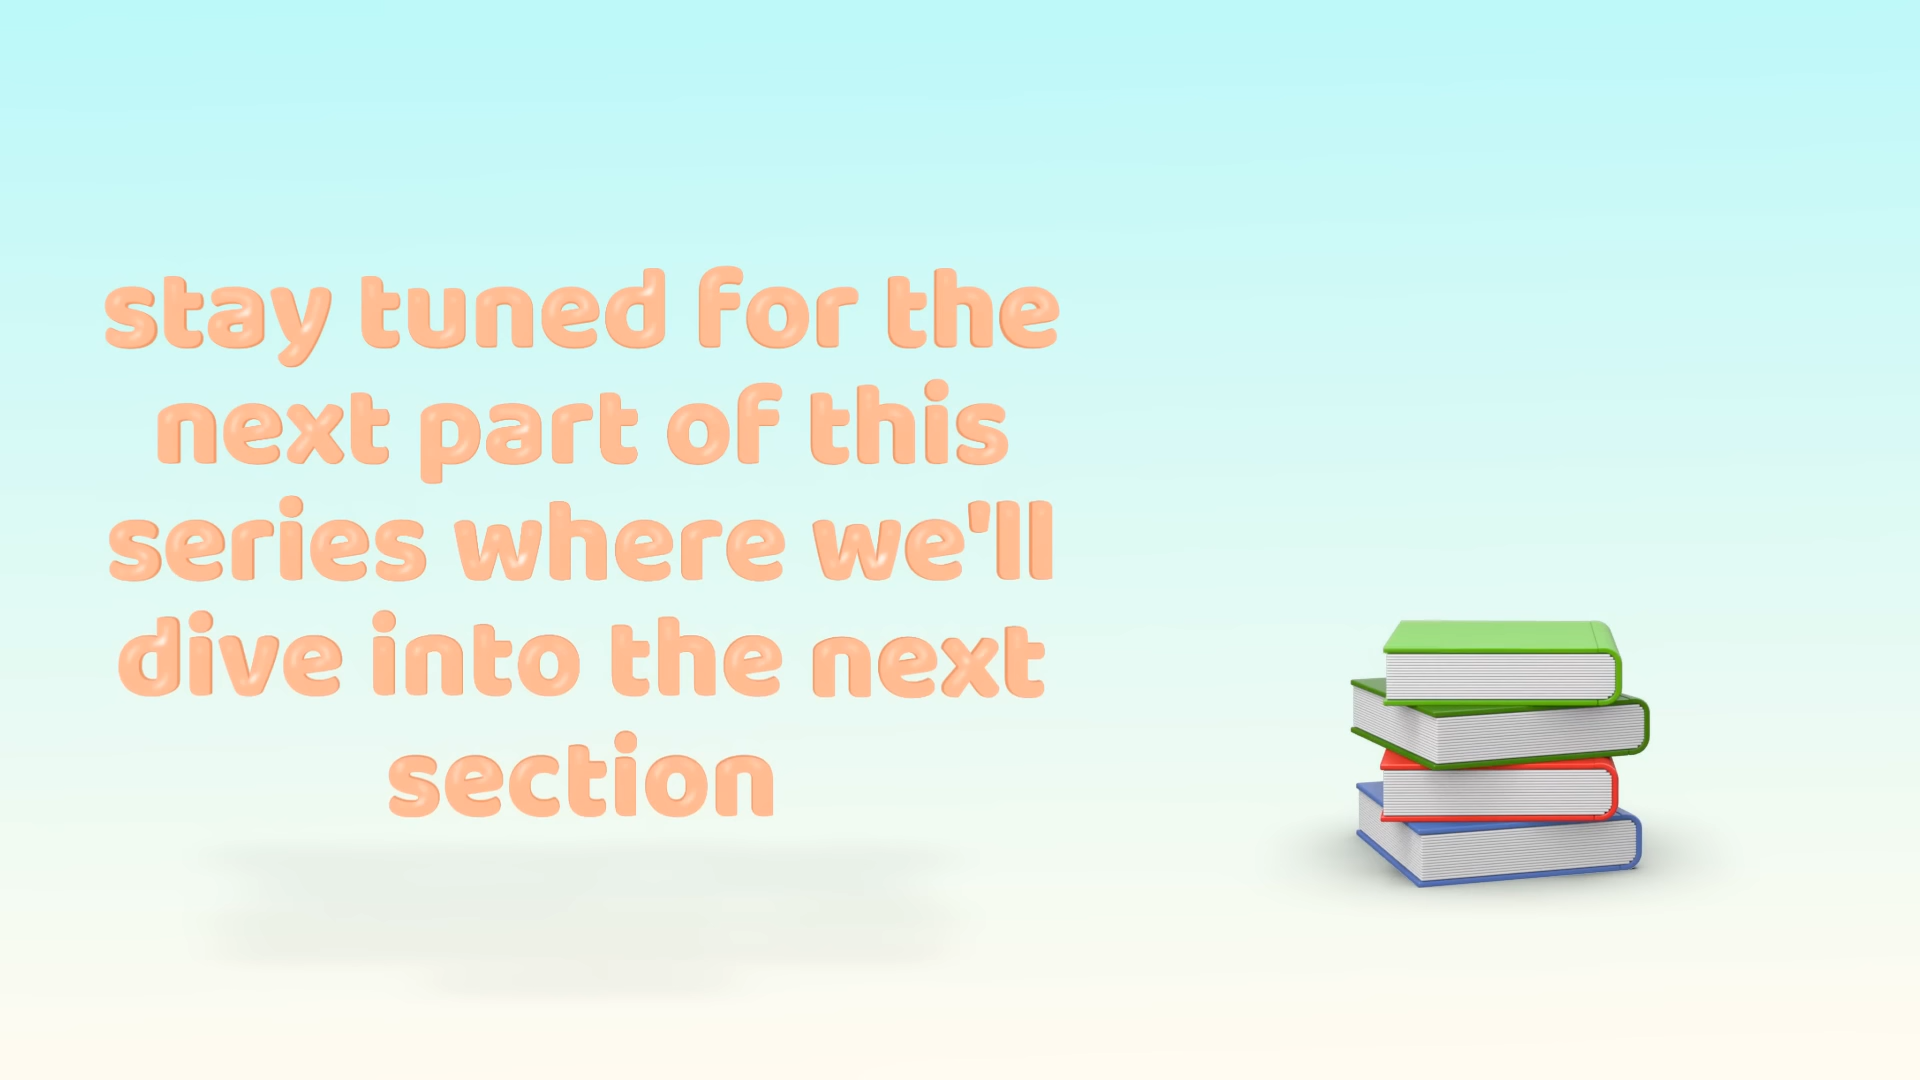 stay tuned for the
next part of this
series where we'll
dive into the next
section